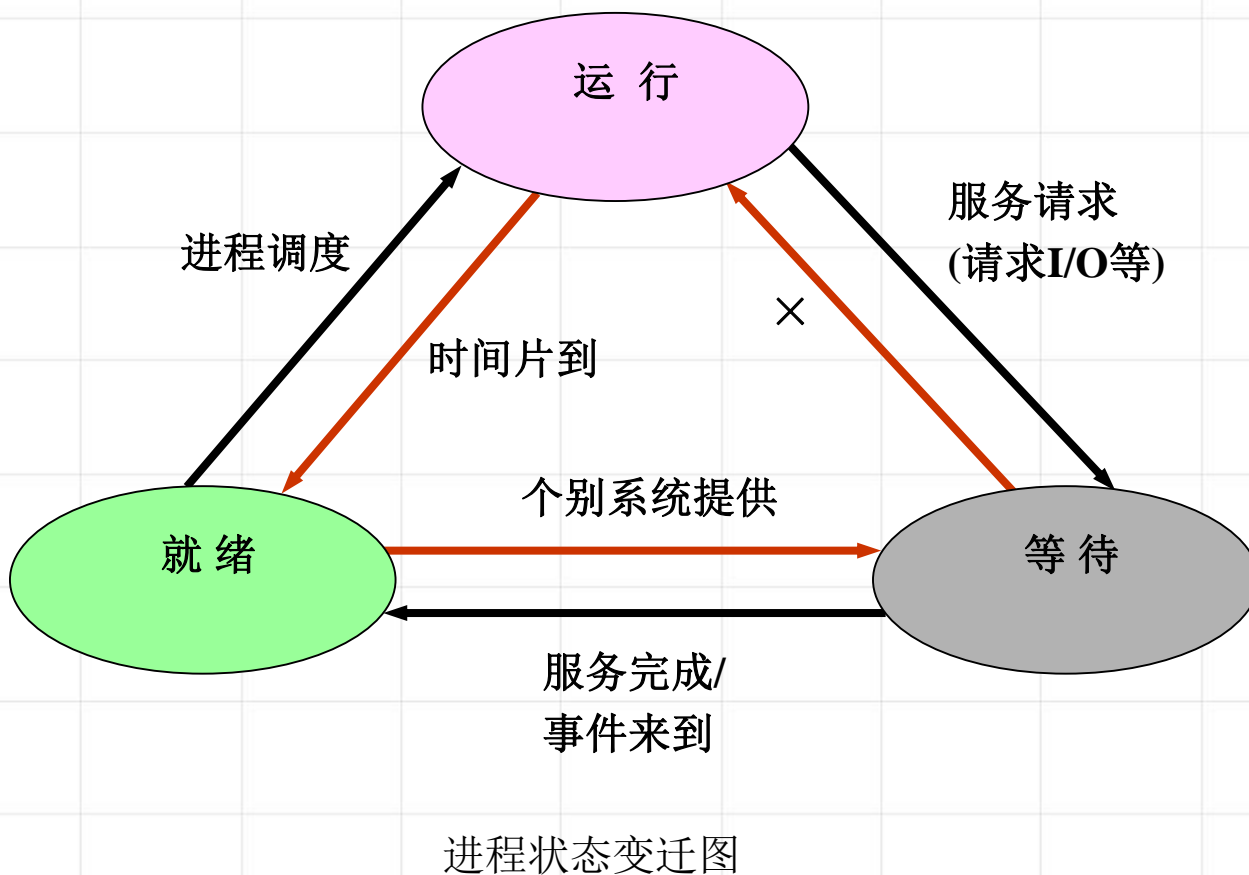 运 行
服务请求
(请求I/O等)
进程调度
×
时间片到
个别系统提供
就 绪
等 待
服务完成/
事件来到
进程状态变迁图